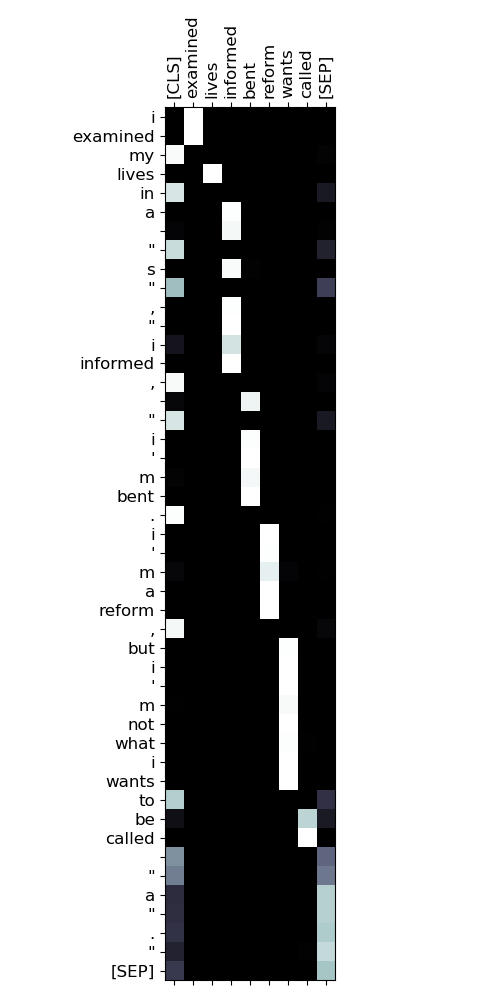 [CLS]
examined
lives
informed
bent
reform
wants
called
[SEP]
i
examined
my
lives
in
a
"
s
"
,
"
i
informed
,
"
i
'
m
bent
.
i
'
m
a
reform
,
but
i
'
m
not
what
i
wants
to
be
called
"
a
"
.
"
[SEP]